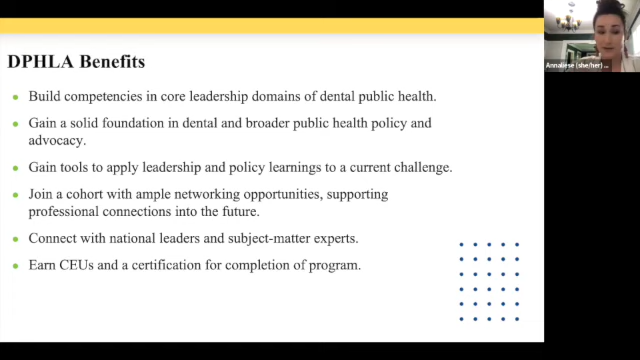 DPHLA Benefits
Build competencies in core leadership domains of dental public health.
Gain a solid foundation in dental and broader public health policy and
advocacy.
Gain tools to apply leadership and policy learnings to a current challenge.
Join a cohort with ample networking opportunities, supporting
professional connections into the future.
Connect with national leaders and subject-matter experts.
Earn CEUs and a certification for completion of program.
Annaliese (she/her) ...